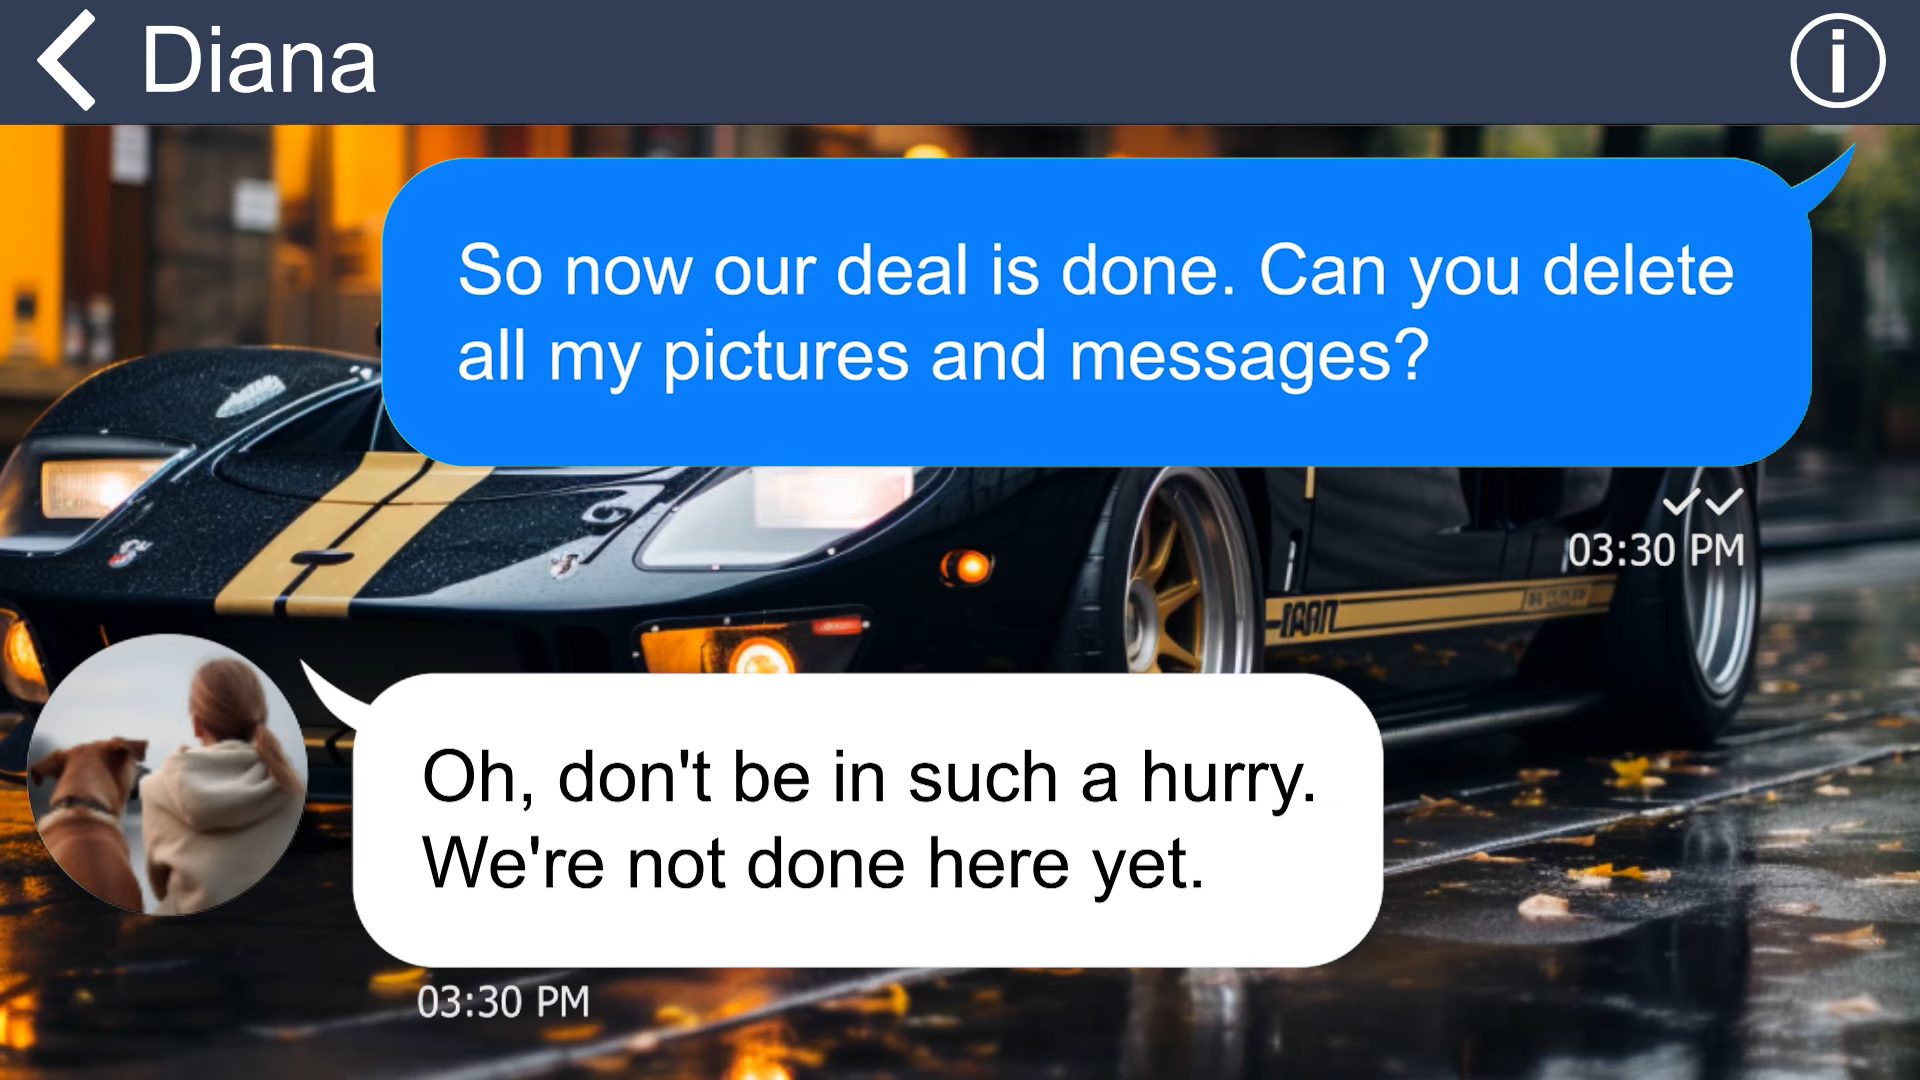 Diana
So now our deal is done. Can you delete
all my pictures and messages?
03:30 PM
Oh, don't be in such a hurry.
We're not done here yet.
03:30 PM